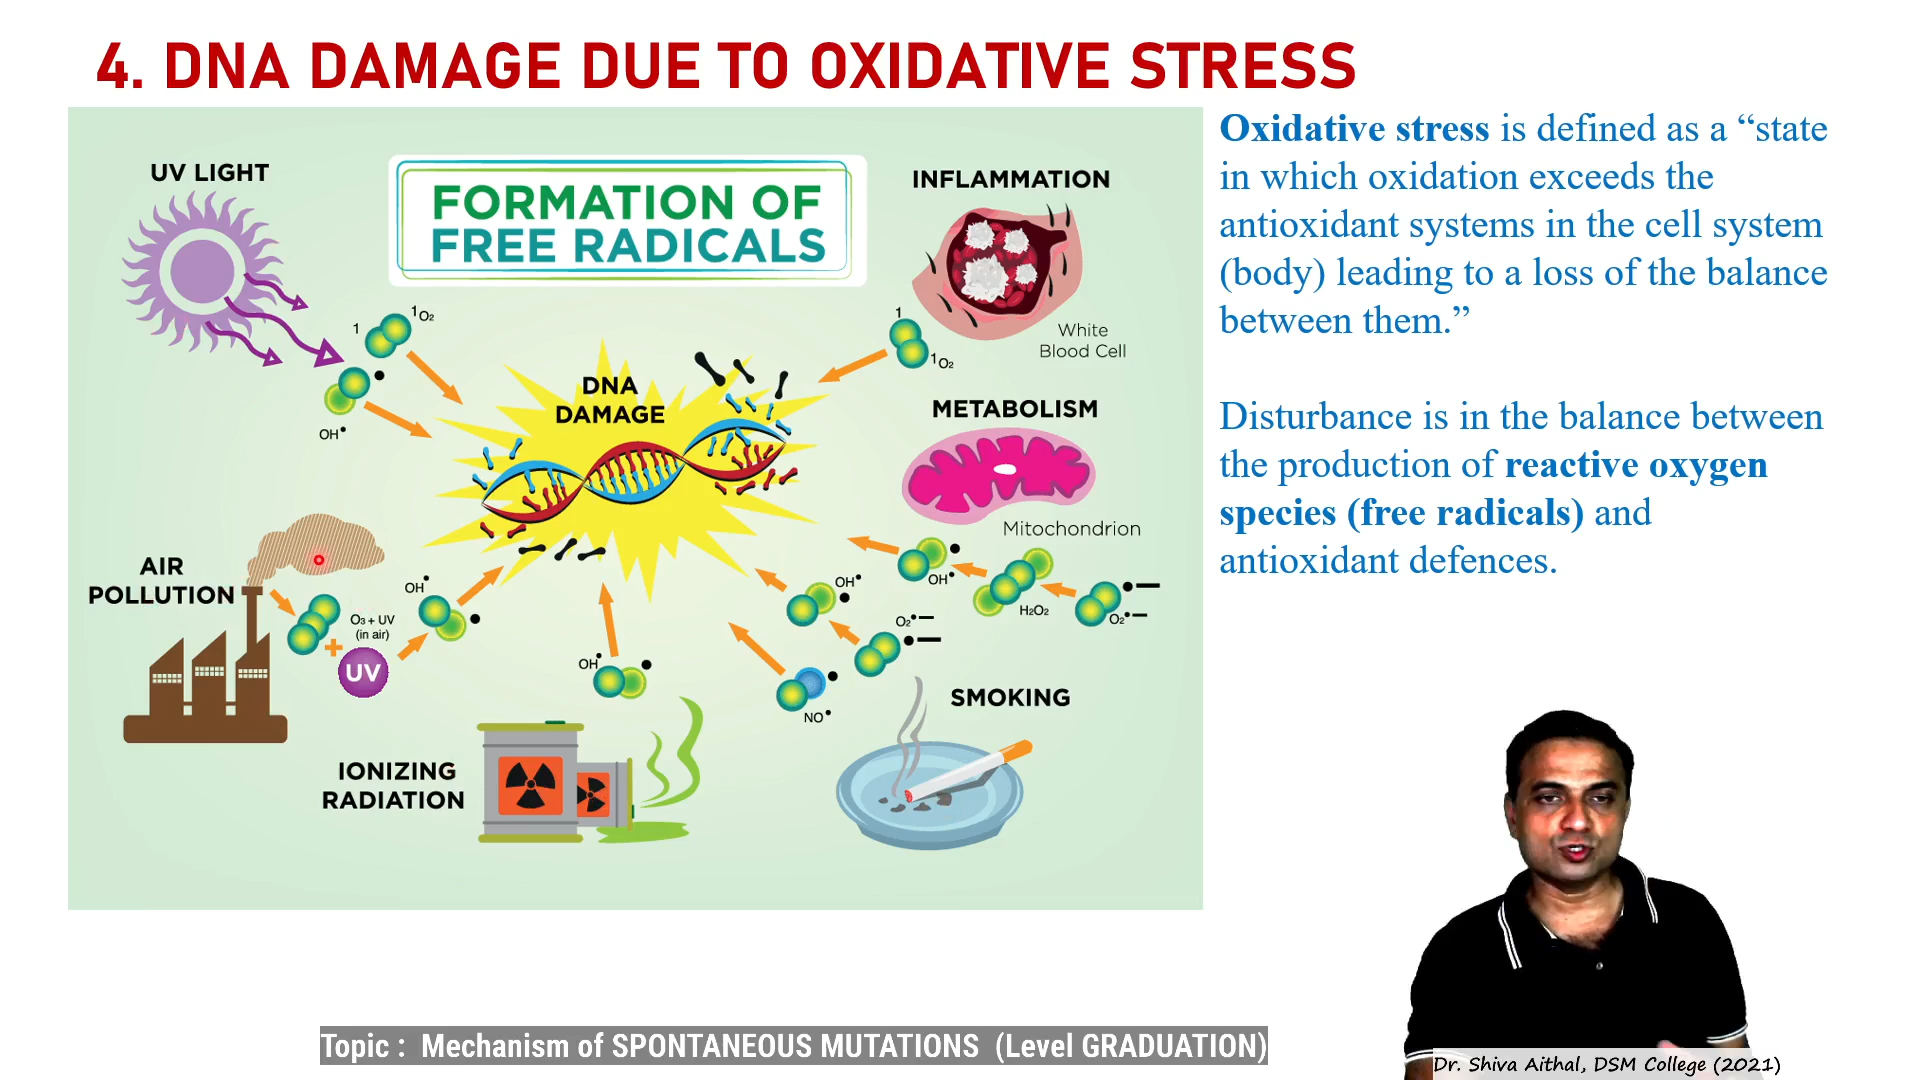 4. DNA DAMAGE DUE TO OXIDATIVE STRESS
UV LIGHT
FORMATION OF
FREE RADICALS
INFLAMMATION
White
Blood Cell
1
¹O₂
1
¹O₂
OH•
DNA
DAMAGE
METABOLISM
Mitochondrion
OH•
H₂O₂
O₂•−
AIR
POLLUTION
O₃ + UV
(in air)
UV
OH•
OH•
OH•
O₂•−
NO•
IONIZING
RADIATION
SMOKING
Oxidative stress is defined as a “state
in which oxidation exceeds the
antioxidant systems in the cell system
(body) leading to a loss of the balance
between them.”
Disturbance is in the balance between
the production of reactive oxygen
species (free radicals) and
antioxidant defences.
Topic : Mechanism of SPONTANEOUS MUTATIONS (Level GRADUATION)
Dr. Shiva Aithal, DSM College (2021)